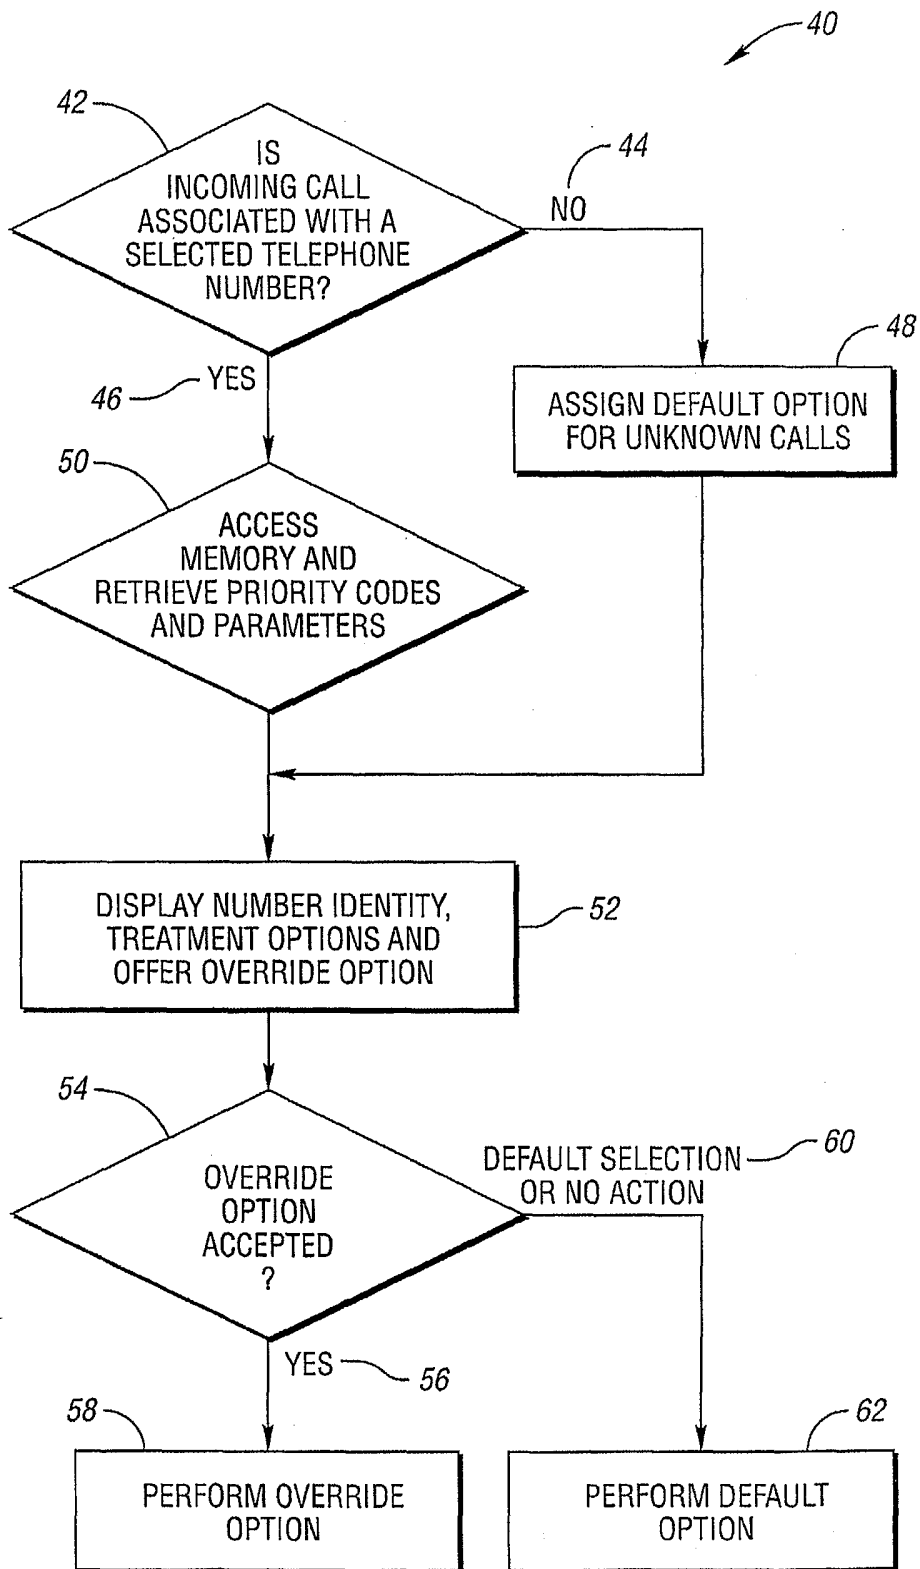 40
42
IS
INCOMING CALL
ASSOCIATED WITH A
SELECTED TELEPHONE
NUMBER?
44
NO
46
YES
48
ASSIGN DEFAULT OPTION
FOR UNKNOWN CALLS
50
ACCESS
MEMORY AND
RETRIEVE PRIORITY CODES
AND PARAMETERS
DISPLAY NUMBER IDENTITY,
TREATMENT OPTIONS AND
OFFER OVERRIDE OPTION
52
54
OVERRIDE
OPTION
ACCEPTED
?
DEFAULT SELECTION
OR NO ACTION
60
YES
56
58
PERFORM OVERRIDE
OPTION
62
PERFORM DEFAULT
OPTION